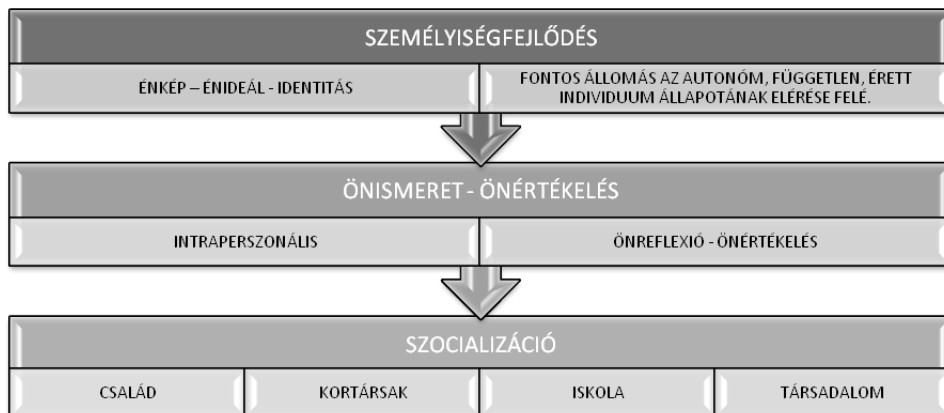 SZEMÉLYISÉGFEJLŐDÉS
ÉNKÉP – ÉNIDEÁL - IDENTITÁS
FONTOS ÁLLOMÁS AZ AUTONÓM, FÜGGETLEN, ÉRETT
INDIVIDUUM ÁLLAPOTÁNAK ELÉRÉSE FELÉ.
ÖNISMERET - ÖNÉRTÉKELÉS
INTRAPERSZONÁLIS
ÖNREFLEXIÓ - ÖNÉRTÉKELÉS
SZOCIALIZÁCIÓ
CSALÁD
KORTÁRSAK
ISKOLA
TÁRSADALOM